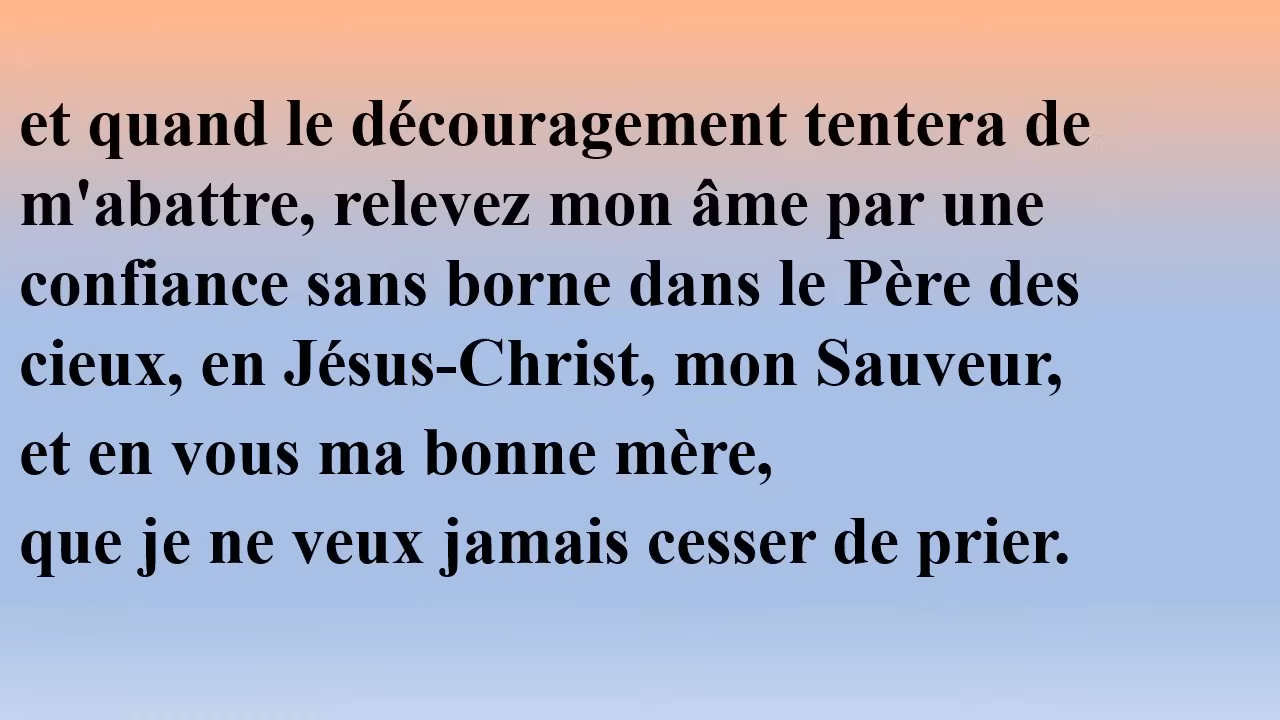 et quand le découragement tentera de
m'abattre, relevez mon âme par une
confiance sans borne dans le Père des
cieux, en Jésus-Christ, mon Sauveur,
et en vous ma bonne mère,
que je ne veux jamais cesser de prier.